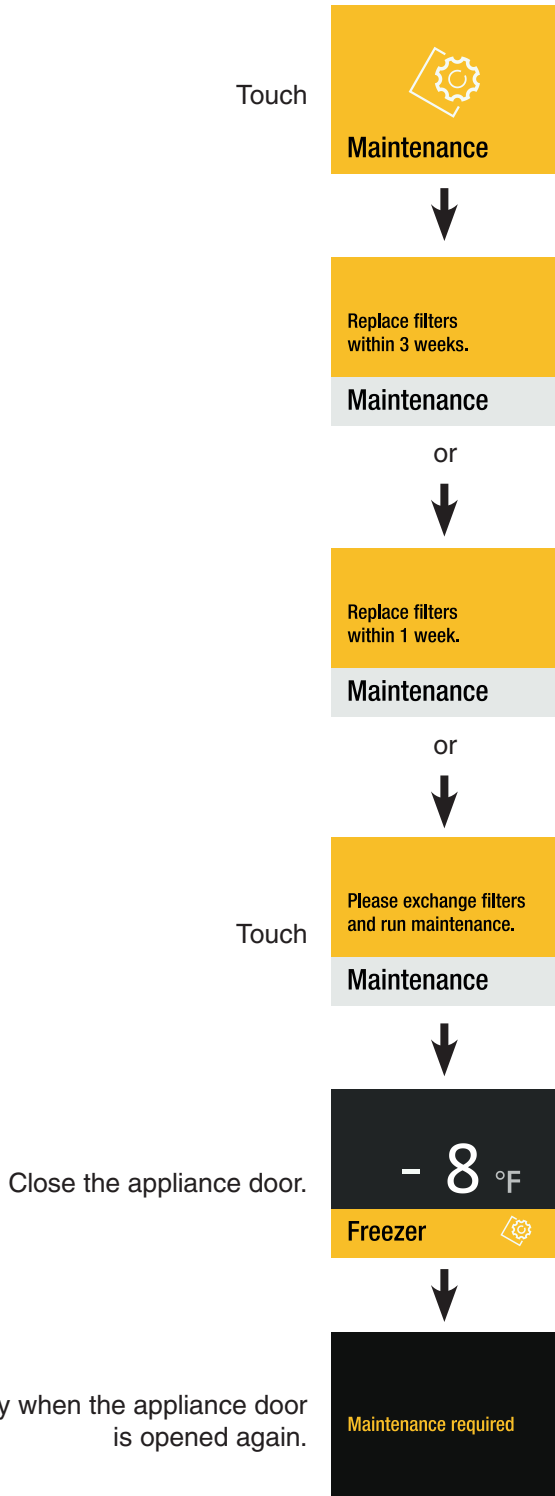 Touch
Maintenance
Replace filters
within 3 weeks.
Maintenance
or
Replace filters
within 1 week.
Maintenance
or
Touch
Please exchange filters
and run maintenance.
Maintenance
- 8 °F
Close the appliance door.
Freezer
when the appliance door
is opened again.
Maintenance required